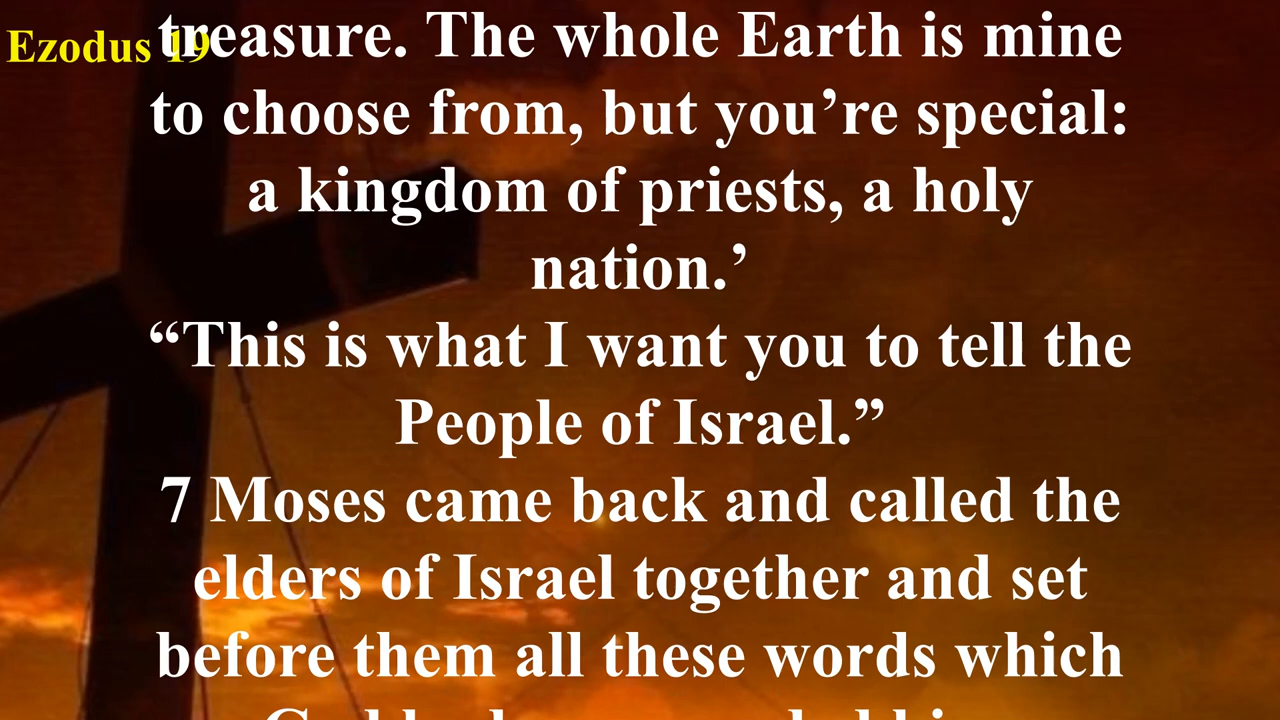 Ezodus 19
treasure. The whole Earth is mine
to choose from, but you’re special:
a kingdom of priests, a holy
nation.’
“This is what I want you to tell the
People of Israel.”
7 Moses came back and called the
elders of Israel together and set
before them all these words which